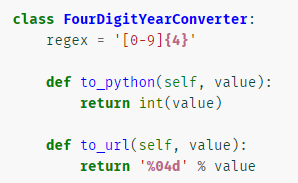 class FourDigitYearConverter:
    regex = '[0-9]{4}'

    def to_python(self, value):
        return int(value)

    def to_url(self, value):
        return '%04d' % value